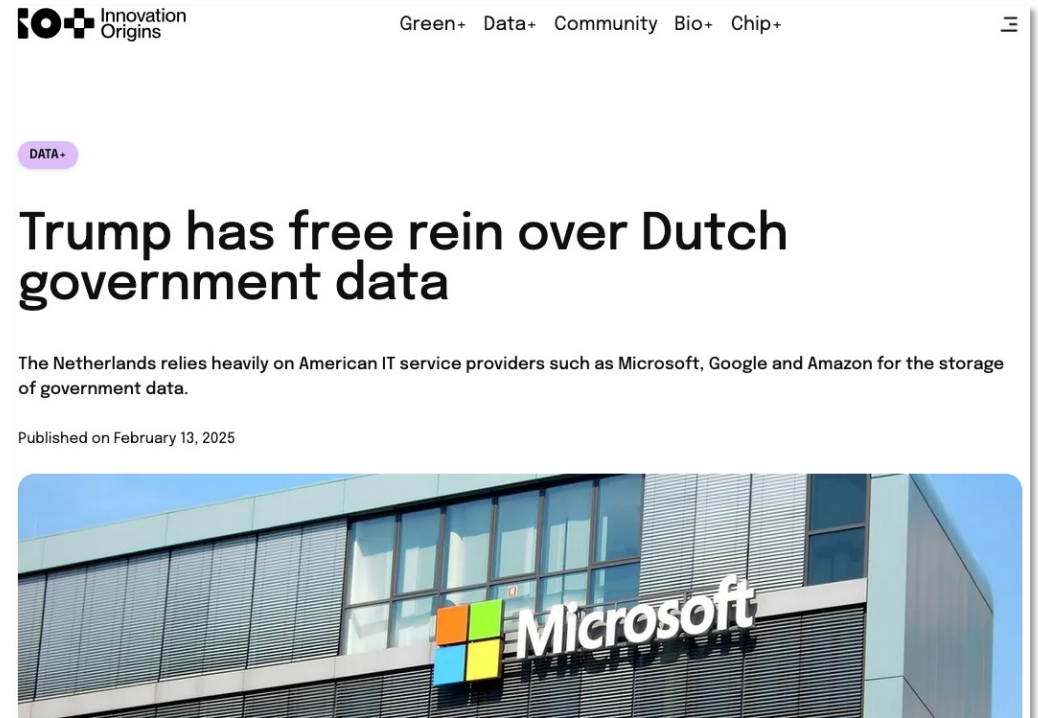 Innovation
Origins
Green+ Data+ Community Bio+ Chip+
DATA+
Trump has free rein over Dutch
government data
The Netherlands relies heavily on American IT service providers such as Microsoft, Google and Amazon for the storage
of government data.
Published on February 13, 2025
Microsoft